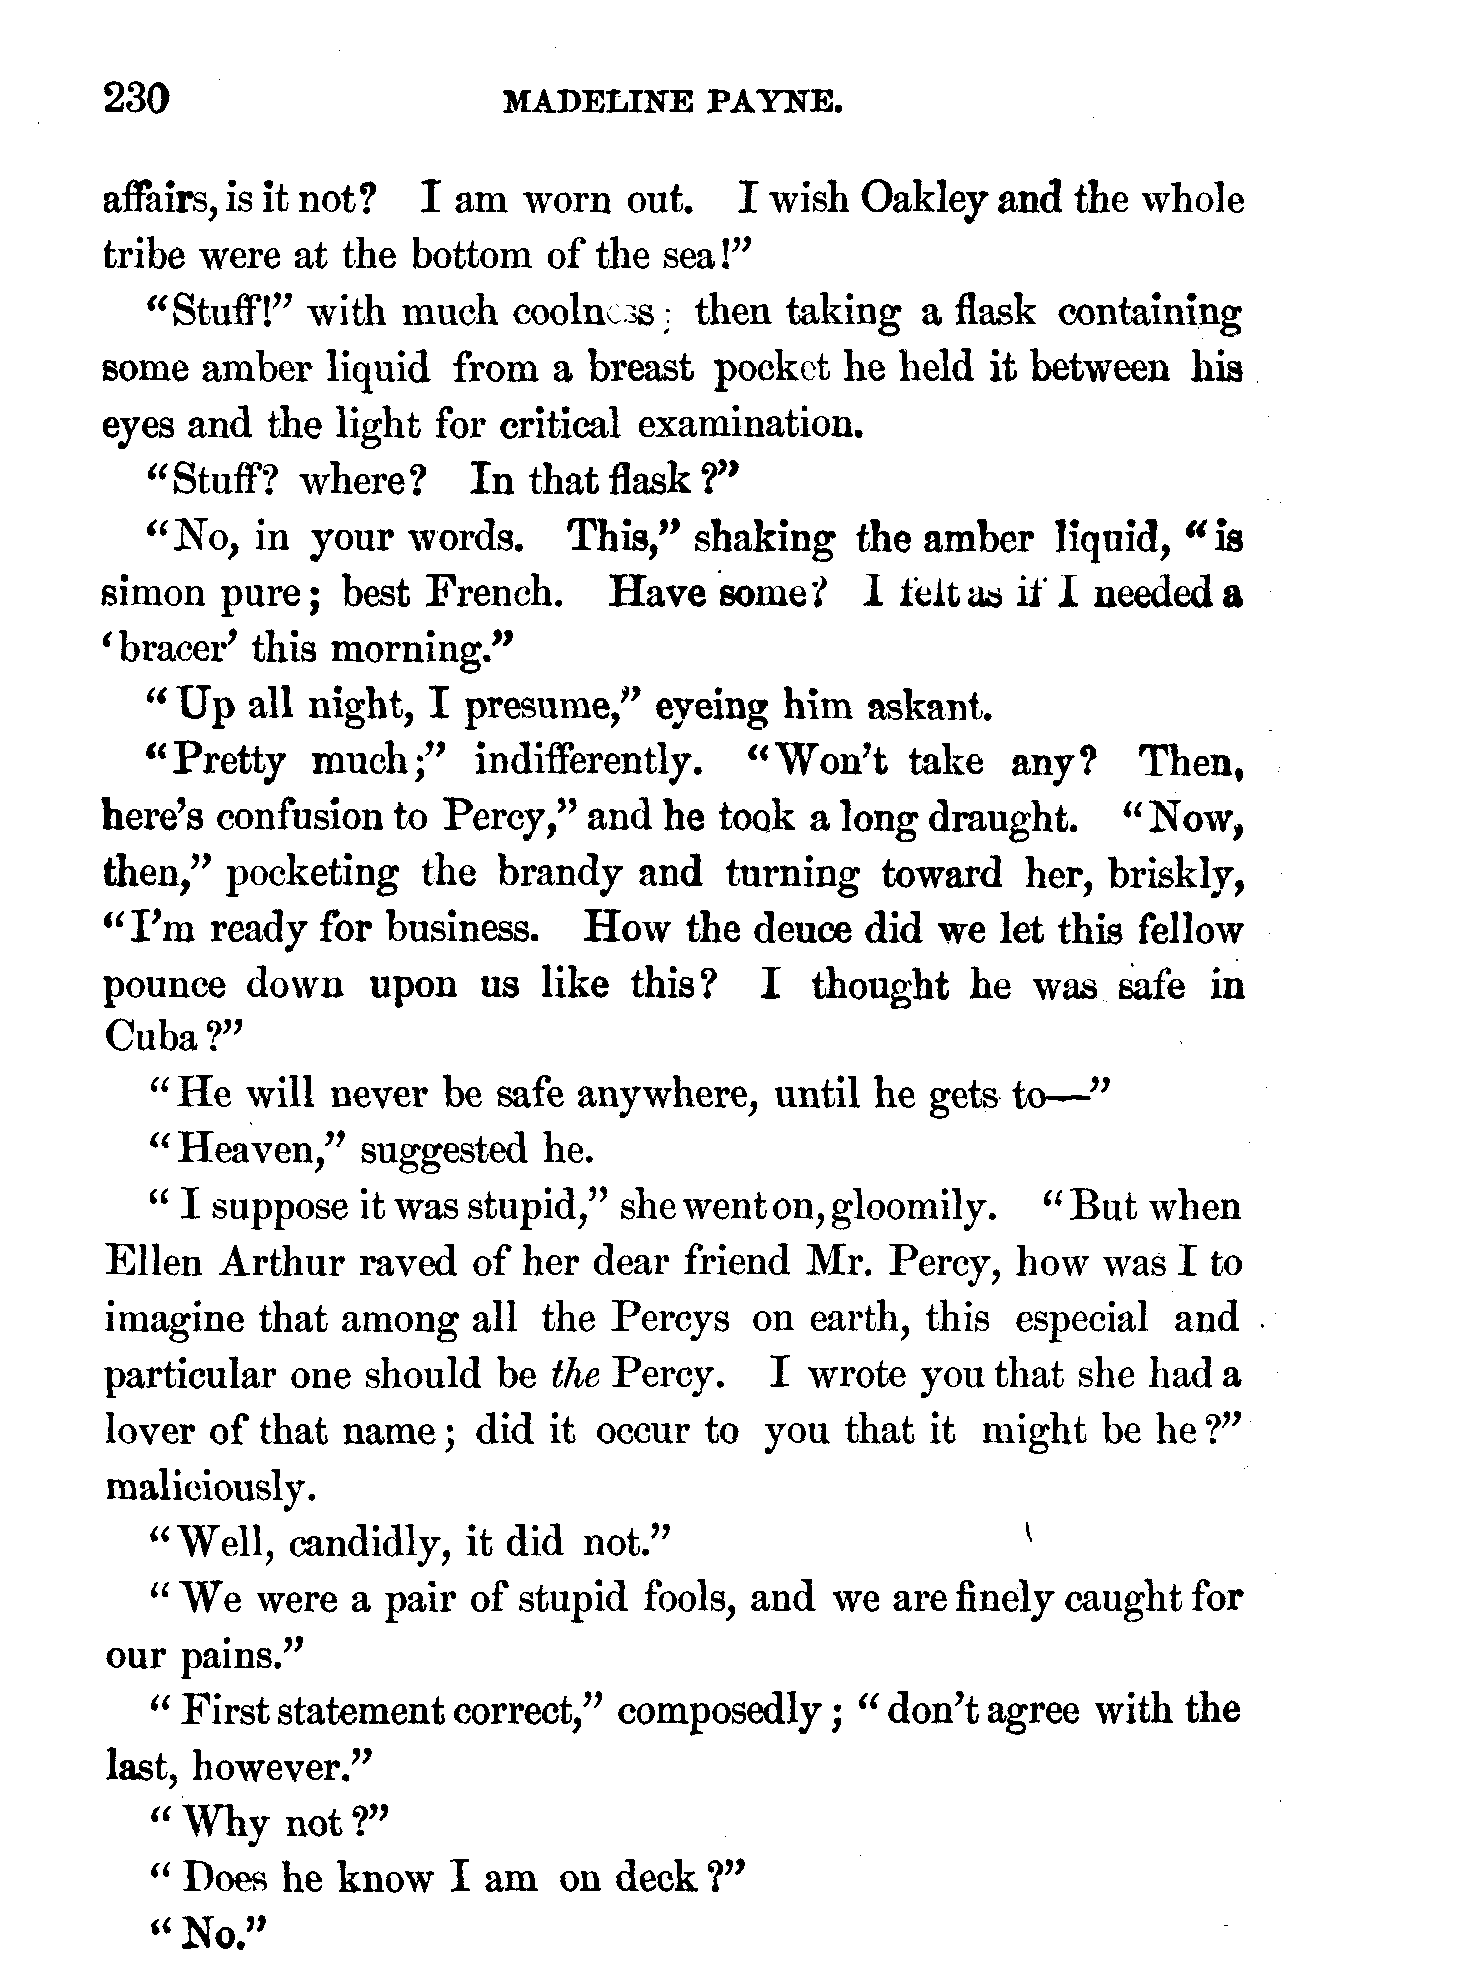 230 MADELINE PAYNE.
affairs, is it not? I am worn out. I wish Oakley and the whole
tribe were at the bottom of the sea!”
“Stuff!” with much coolness; then taking a flask containing
some amber liquid from a breast pocket he held it between his
eyes and the light for critical examination.
“Stuff? where? In that flask?”
“No, in your words. This,” shaking the amber liquid, “is
simon pure; best French. Have some? I felt as if I needed a
‘bracer’ this morning.”
“Up all night, I presume,” eyeing him askant.
“Pretty much;” indifferently. “Won’t take any? Then,
here’s confusion to Percy,” and he took a long draught. “Now,
then,” pocketing the brandy and turning toward her, briskly,
“I’m ready for business. How the deuce did we let this fellow
pounce down upon us like this? I thought he was safe in
Cuba?”
“He will never be safe anywhere, until he gets to—”
“Heaven,” suggested he.
“I suppose it was stupid,” she went on, gloomily. “But when
Ellen Arthur raved of her dear friend Mr. Percy, how was I to
imagine that among all the Percys on earth, this especial and
particular one should be the Percy. I wrote you that she had a
lover of that name; did it occur to you that it might be he?”
maliciously.
“Well, candidly, it did not.”
“We were a pair of stupid fools, and we are finely caught for
our pains.”
“First statement correct,” composedly; “don’t agree with the
last, however.”
“Why not?”
“Does he know I am on deck?”
“No.”